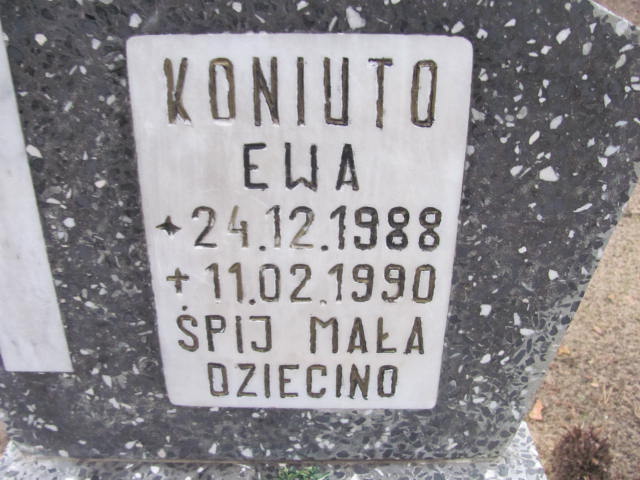 KONIUTO
EWA
✦ 24.12.1988
+ 11.02.1990
ŚPIJ MAŁA
DZIECINO